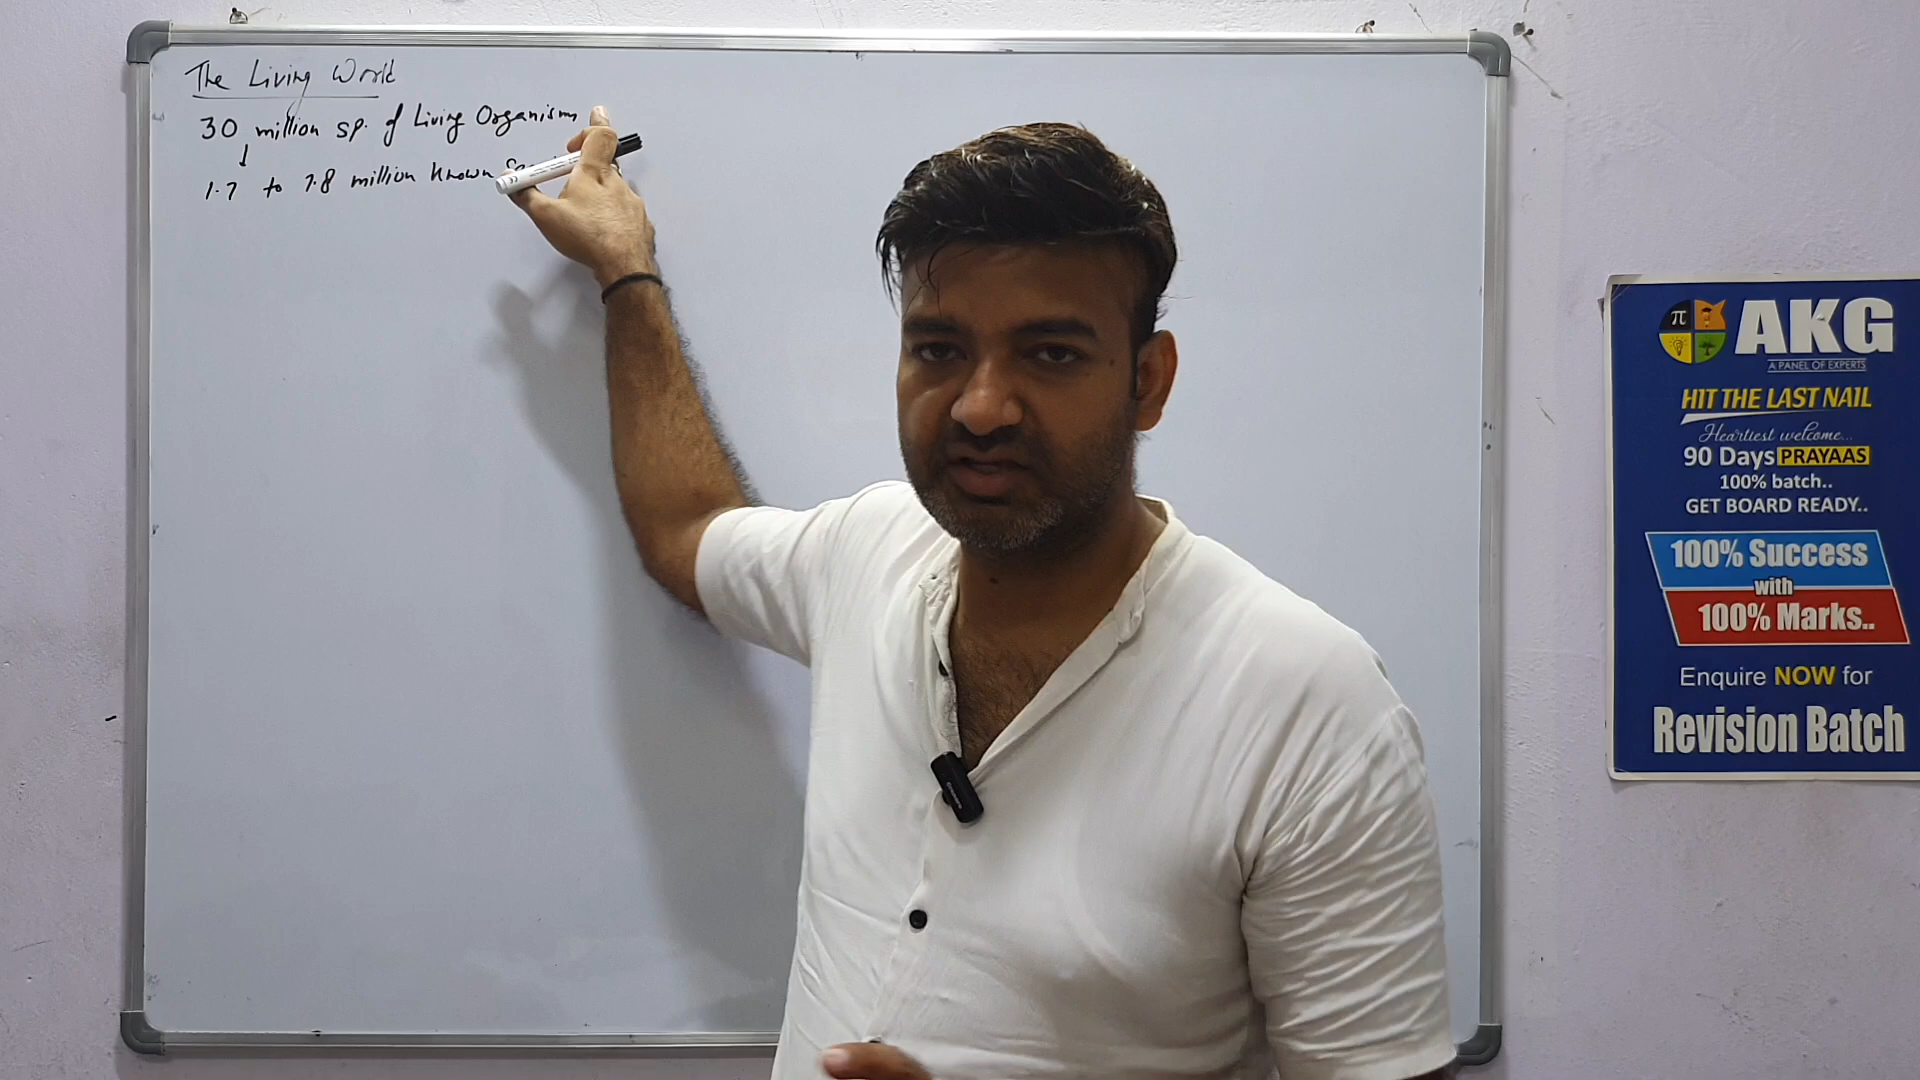 The Living World
30 million sp. of Living Organism
1.7 to 1.8 million known
π
AKG
A PANEL OF EXPERTS
HIT THE LAST NAIL
Heartiest welcome...
90 Days PRAYAAS
100% batch..
GET BOARD READY..
100% Success
with
100% Marks..
Enquire NOW for
Revision Batch